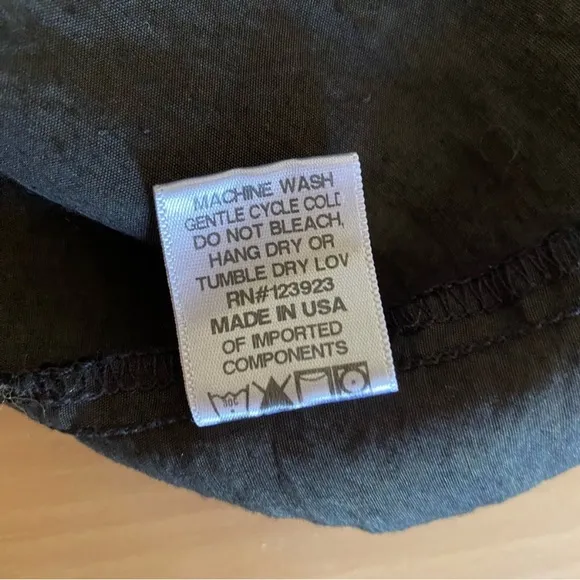 MACHINE WASH
GENTLE CYCLE COLD
DO NOT BLEACH,
HANG DRY OR
TUMBLE DRY LOW
RN#123923
MADE IN USA
OF IMPORTED
COMPONENTS